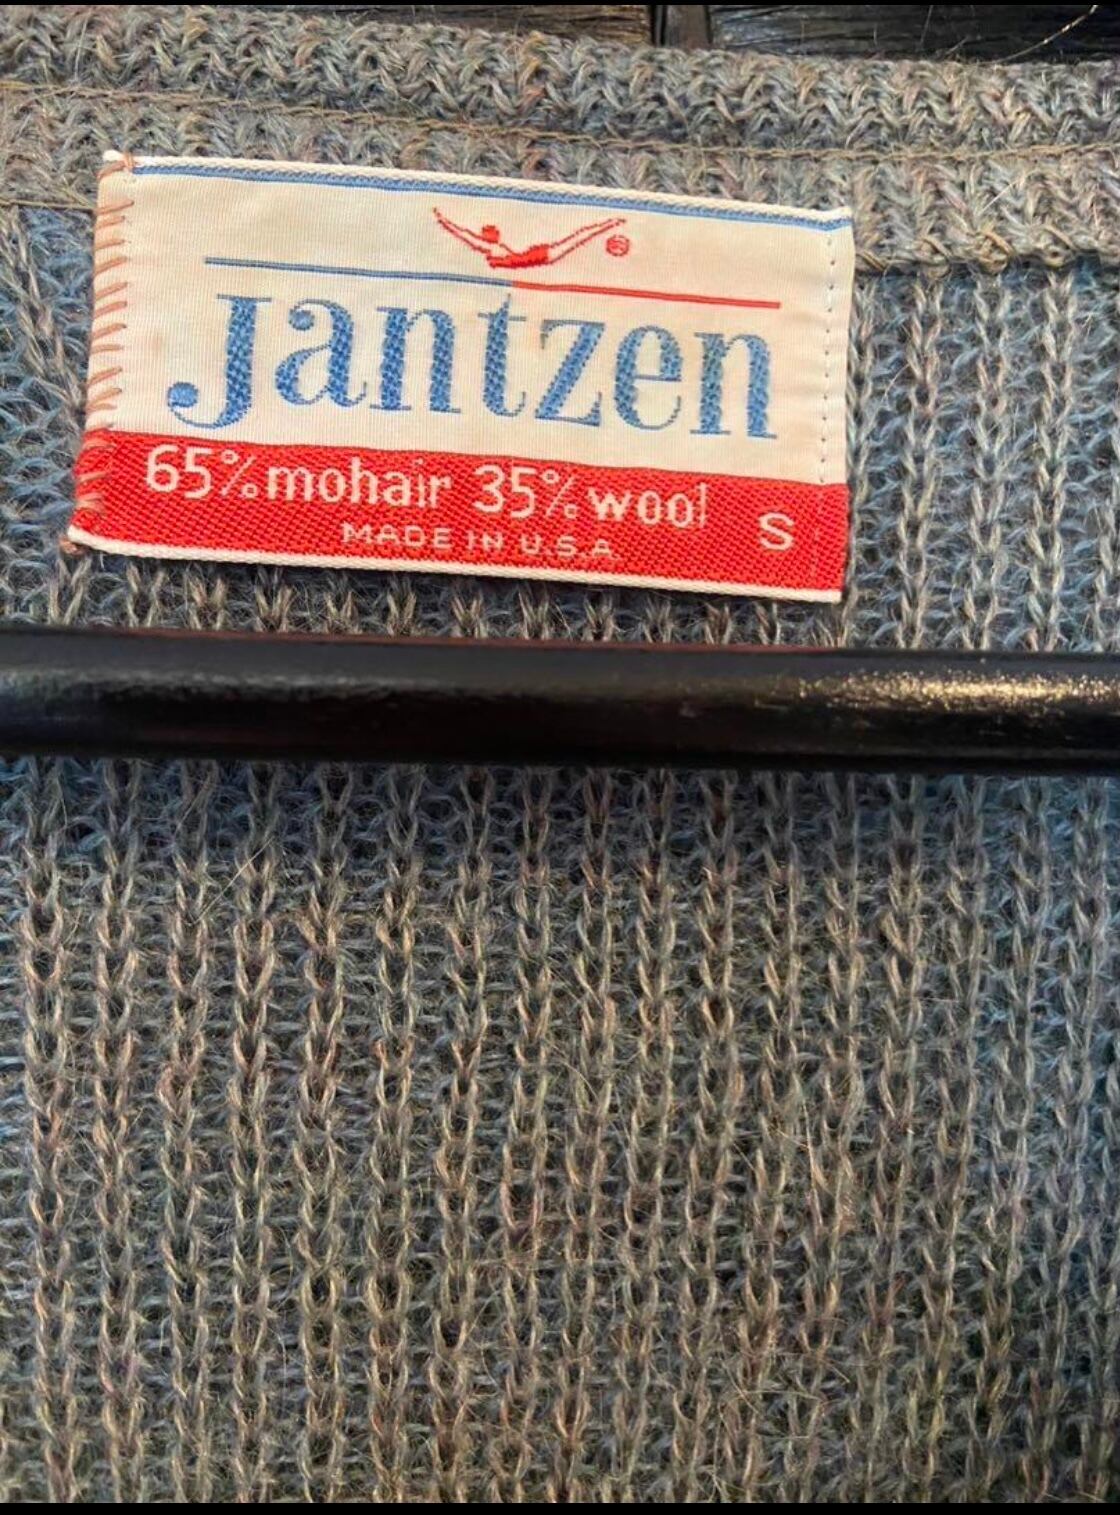 Jantzen
65% mohair 35% wool
MADE IN U.S.A. S